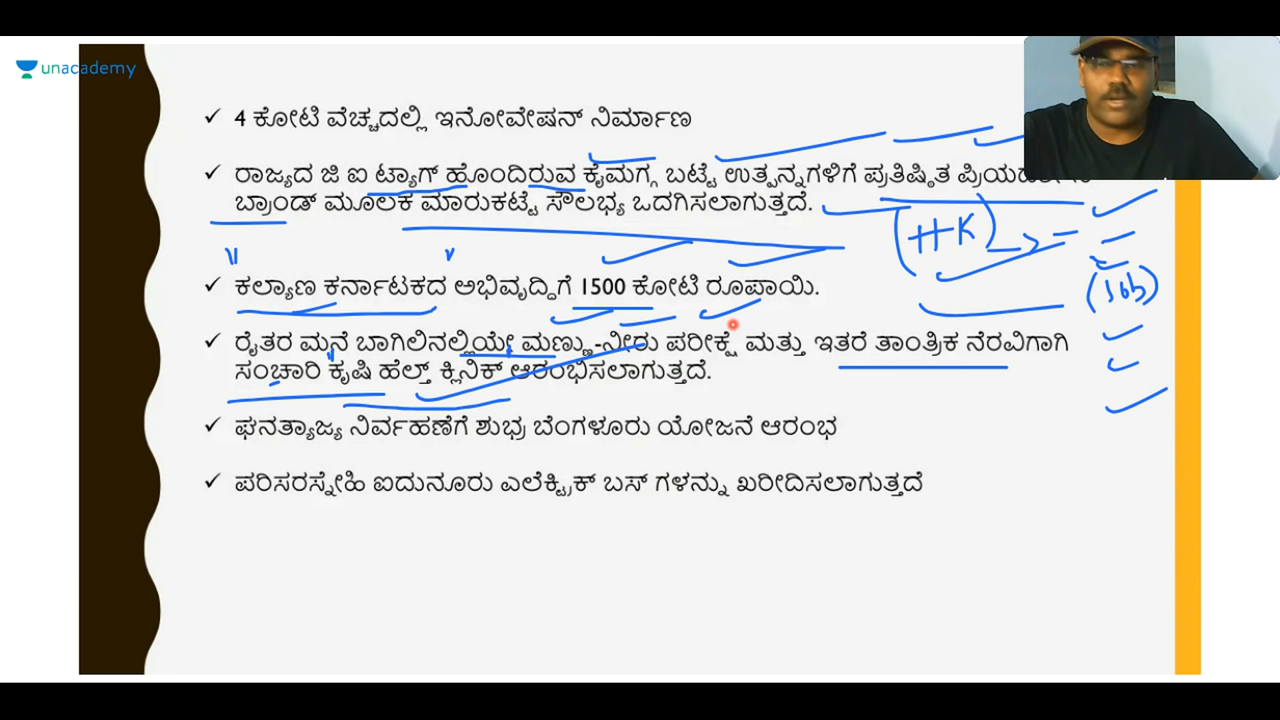 unacademy
4 ಕೋಟಿ ವೆಚ್ಚದಲ್ಲಿ ಇನೋವೇಷನ್ ನಿರ್ಮಾಣ
ರಾಜ್ಯದ ಜಿ ಐ ಟ್ಯಾಗ್ ಹೊಂದಿರುವ ಕೈಮಗ್ಗ ಬಟ್ಟೆ ಉತ್ಪನ್ನಗಳಿಗೆ ಪ್ರತಿಷ್ಠಿತ
ಬ್ರಾಂಡ್ ಮೂಲಕ ಮಾರುಕಟ್ಟೆ ಸೌಲಭ್ಯ ಒದಗಿಸಲಾಗುತ್ತದೆ.
(HK)
ಕಲ್ಯಾಣ ಕರ್ನಾಟಕದ ಅಭಿವೃದ್ಧಿಗೆ 1500 ಕೋಟಿ ರೂಪಾಯಿ.
ರೈತರ ಮನೆ ಬಾಗಿಲಿನಲ್ಲಿಯೇ ಮಣ್ಣು-ನೀರು ಪರೀಕ್ಷೆ ಮತ್ತು ಇತರೆ ತಾಂತ್ರಿಕ ನೆರವಿಗಾಗಿ
ಸಂಚಾರಿ ಕೃಷಿ ಹೆಲ್ತ್ ಕ್ಲಿನಿಕ್ ಆರಂಭಿಸಲಾಗುತ್ತದೆ.
ಘನತ್ಯಾಜ್ಯ ನಿರ್ವಹಣೆಗೆ ಶುಭ್ರ ಬೆಂಗಳೂರು ಯೋಜನೆ ಆರಂಭ
ಪರಿಸರಸ್ನೇಹಿ ಐದುನೂರು ಎಲೆಕ್ಟ್ರಿಕ್ ಬಸ್ ಗಳನ್ನು ಖರೀದಿಸಲಾಗುತ್ತದೆ